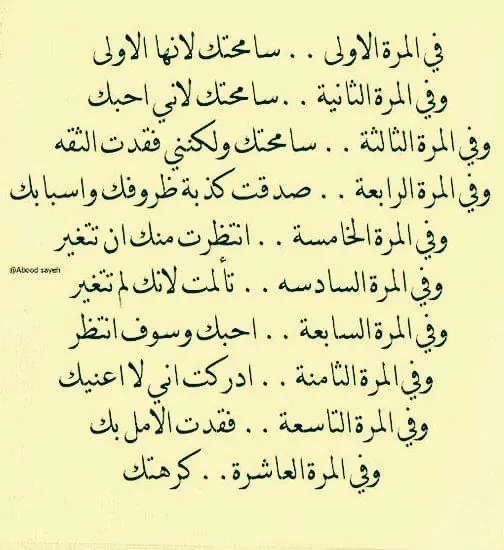 في المرة الاولى . . سامحتك لانها الاولى
وفي المرة الثانية . . سامحتك لاني احبك
وفي المرة الثالثة . . سامحتك ولكنني فقدت الثقه
وفي المرة الرابعة . . صدقت كذبة ظروفك واسبابك
وفي المرة الخامسة . . انتظرت منك ان تتغير
@Abood sayeh
وفي المرة السادسه . . تألمت لانك لم تتغير
وفي المرة السابعة . . احبك وسوف انتظر
وفي المرة الثامنة . . ادركت اني لا اعنيك
وفي المرة التاسعة . . فقدت الامل بك
وفي المرة العاشرة . . كرهتك